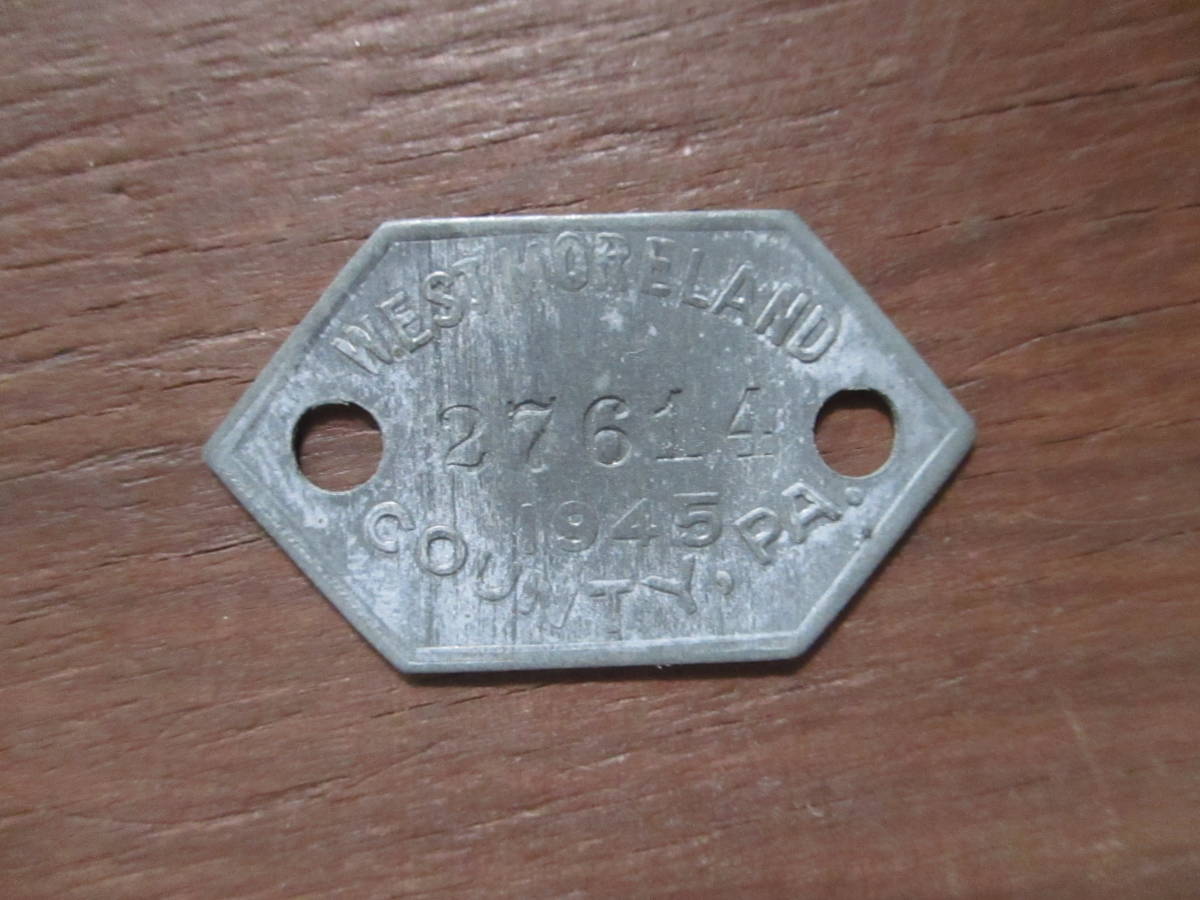 WESTMORELAND
27614
1945
COUNTY, PA.